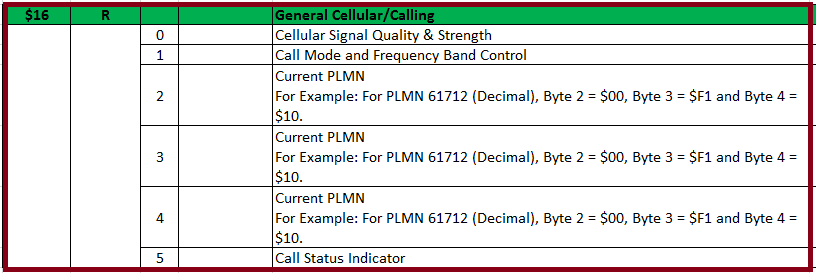 $16 R General Cellular/Calling
0 Cellular Signal Quality & Strength
1 Call Mode and Frequency Band Control
Current PLMN
2 For Example: For PLMN 61712 (Decimal), Byte 2 = $00, Byte 3 = $F1 and Byte 4 =
$10.
Current PLMN
3 For Example: For PLMN 61712 (Decimal), Byte 2 = $00, Byte 3 = $F1 and Byte 4 =
$10.
Current PLMN
4 For Example: For PLMN 61712 (Decimal), Byte 2 = $00, Byte 3 = $F1 and Byte 4 =
$10.
5 Call Status Indicator